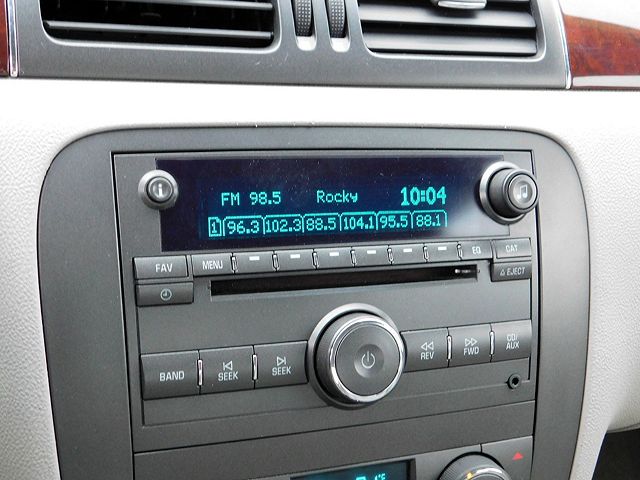 FM 98.5 Rocky 10:04
1 96.3 102.3 88.5 104.1 95.5 88.1
FAV MENU EQ CAT
EJECT
BAND SEEK SEEK REV FWD CD/AUX